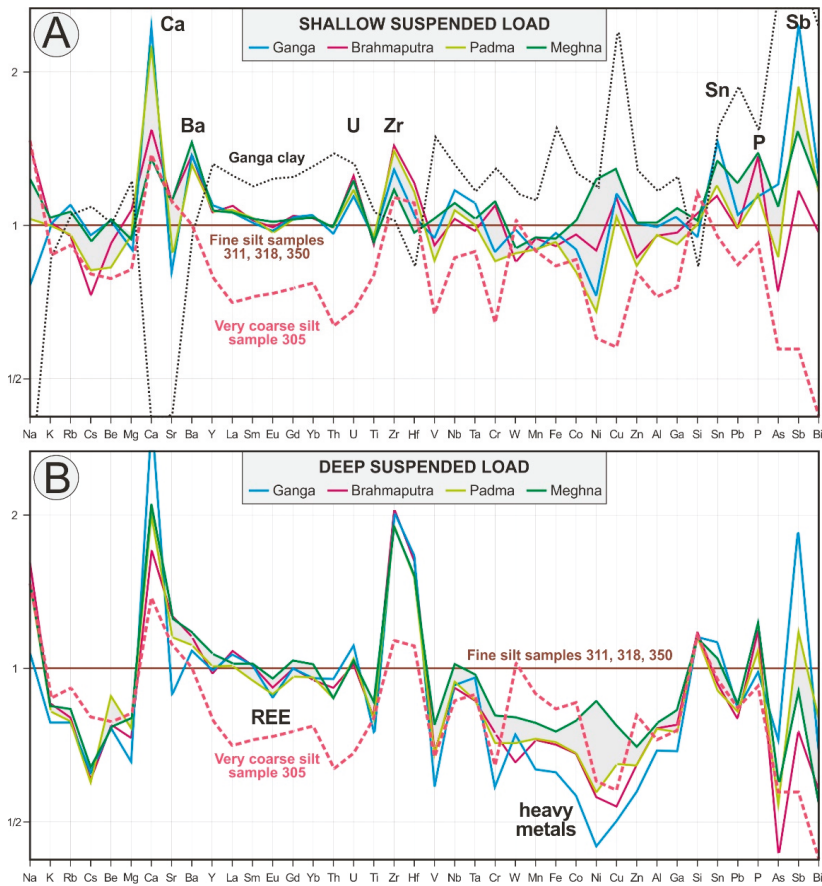 A
SHALLOW SUSPENDED LOAD
Ganga Brahmaputra Padma Meghna
Ca
Sb
2
Sn
Ba
U
Zr
P
Ganga clay
1
Fine silt samples
311, 318, 350
Very coarse silt
sample 305
1/2
Na K Rb Cs Be Mg Ca Sr Ba Y La Sm Eu Gd Yb Th U Ti Zr Hf V Nb Ta Cr W Mn Fe Co Ni Cu Zn Al Ga Si Sn Pb P As Sb Bi
B
DEEP SUSPENDED LOAD
Ganga Brahmaputra Padma Meghna
2
1
Fine silt samples 311, 318, 350
REE
Very coarse silt
sample 305
heavy
metals
1/2
Na K Rb Cs Be Mg Ca Sr Ba Y La Sm Eu Gd Yb Th U Ti Zr Hf V Nb Ta Cr W Mn Fe Co Ni Cu Zn Al Ga Si Sn Pb P As Sb Bi